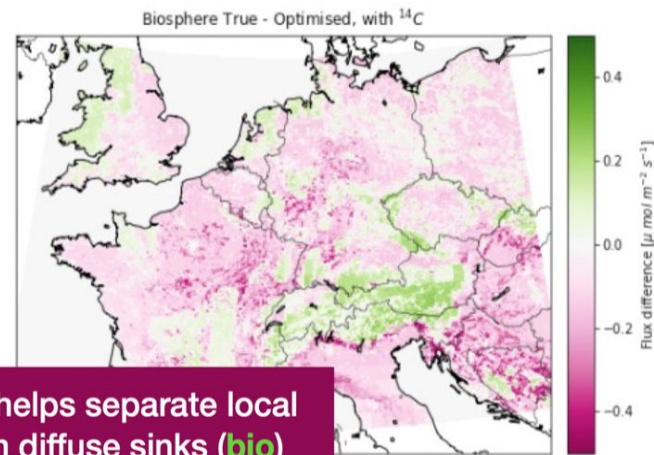 Biosphere True - Optimised, with ¹⁴C
0.4
0.2
0.0
−0.2
−0.4
Flux difference [μ mol m⁻² s⁻¹]
helps separate local
diffuse sinks (bio)